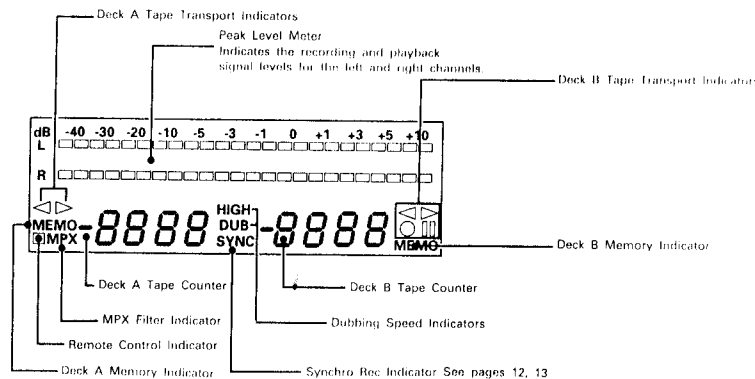 Deck A Tape Transport Indicators
Peak Level Meter
Indicates the recording and playback
signal levels for the left and right channels.
Deck B Tape Transport Indicators
dB -40 -30 -20 -10 -5 -3 -1 0 +1 +3 +5 +10
L
R
HIGH
MEMO -8888 DUB -8888
MPX SYNC MEMO
Deck B Memory Indicator
Deck A Tape Counter
Deck B Tape Counter
MPX Filter Indicator
Dubbing Speed Indicators
Remote Control Indicator
Deck A Memory Indicator
Synchro Rec Indicator See pages 12, 13